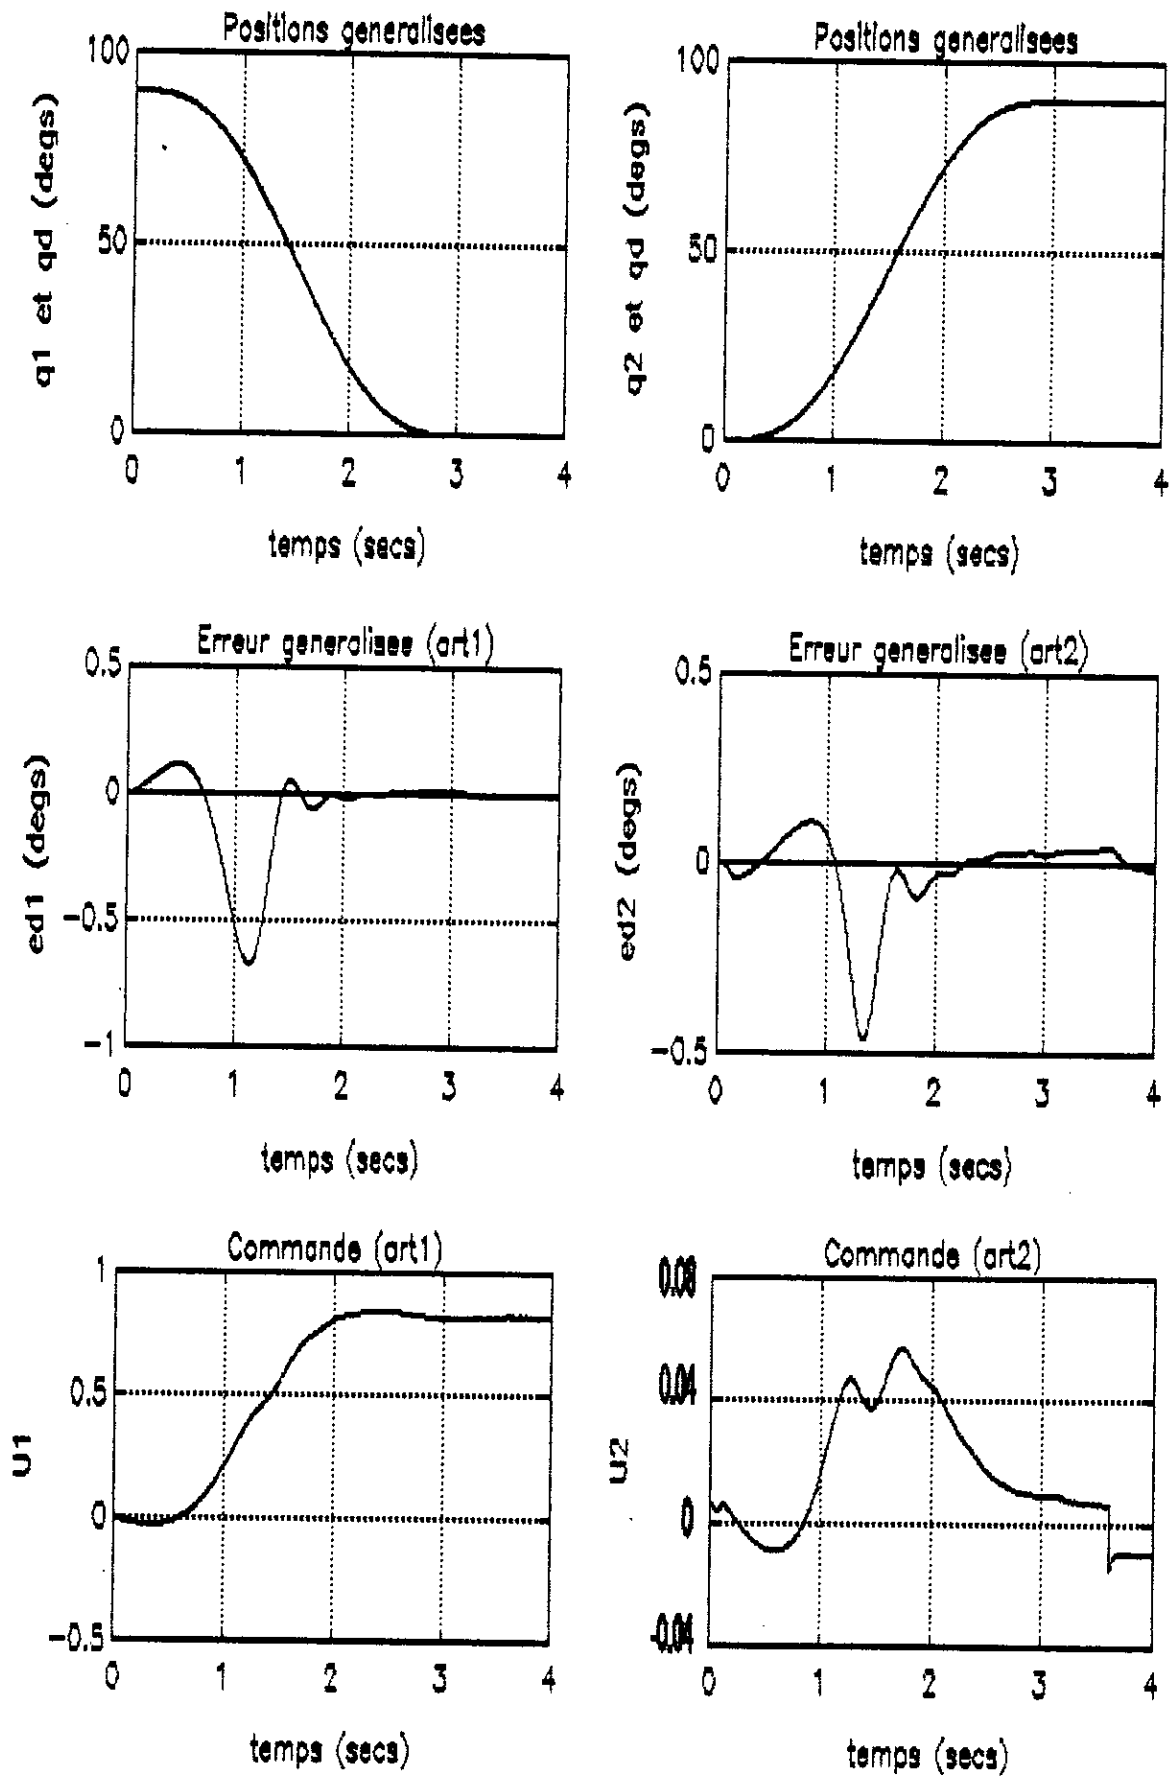 Positions generalisees
100
50
0
q1 et qd (degs)
0 1 2 3 4
temps (secs)
Positions generalisees
100
50
0
q2 et qd (degs)
0 1 2 3 4
temps (secs)
Erreur generalisee (art1)
0.5
0
-0.5
-1
ed1 (degs)
0 1 2 3 4
temps (secs)
Erreur generalisee (art2)
0.5
0
-0.5
ed2 (degs)
0 1 2 3 4
temps (secs)
Commande (art1)
1
0.5
0
-0.5
U1
0 1 2 3 4
temps (secs)
Commande (art2)
0.08
0.04
0
-0.04
U2
0 1 2 3 4
temps (secs)